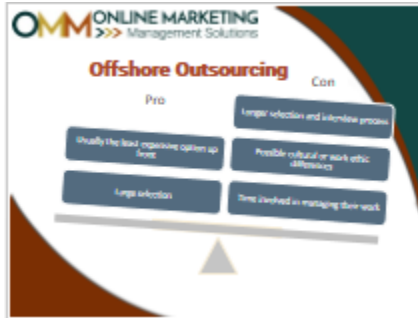 OMM ONLINE MARKETING
>>> Management Solutions
Offshore Outsourcing
Pro
Con
Usually the least expensive option up
front
Large selection
Longer selection and interview process
Possible cultural or work ethic
differences
Time involved in managing their work